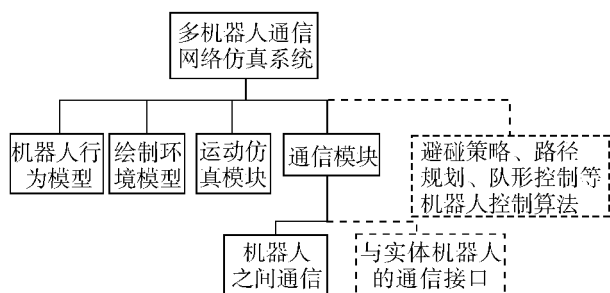 多机器人通信
网络仿真系统
机器人行
为模型
绘制环
境模型
运动仿
真模块
通信模块
避碰策略、路径
规划、队形控制等
机器人控制算法
机器人
之间通信
与实体机器人
的通信接口